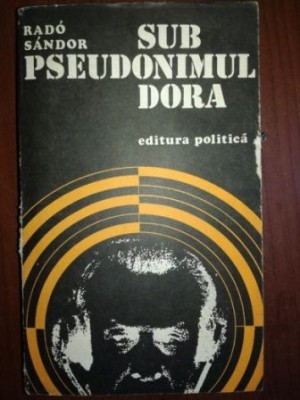 RADÓ
SÁNDOR
SUB
PSEUDONIMUL
DORA
editura politică